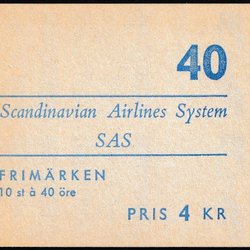 40
Scandinavian Airlines System
SAS
FRIMÄRKEN
10 st à 40 öre
PRIS 4 KR